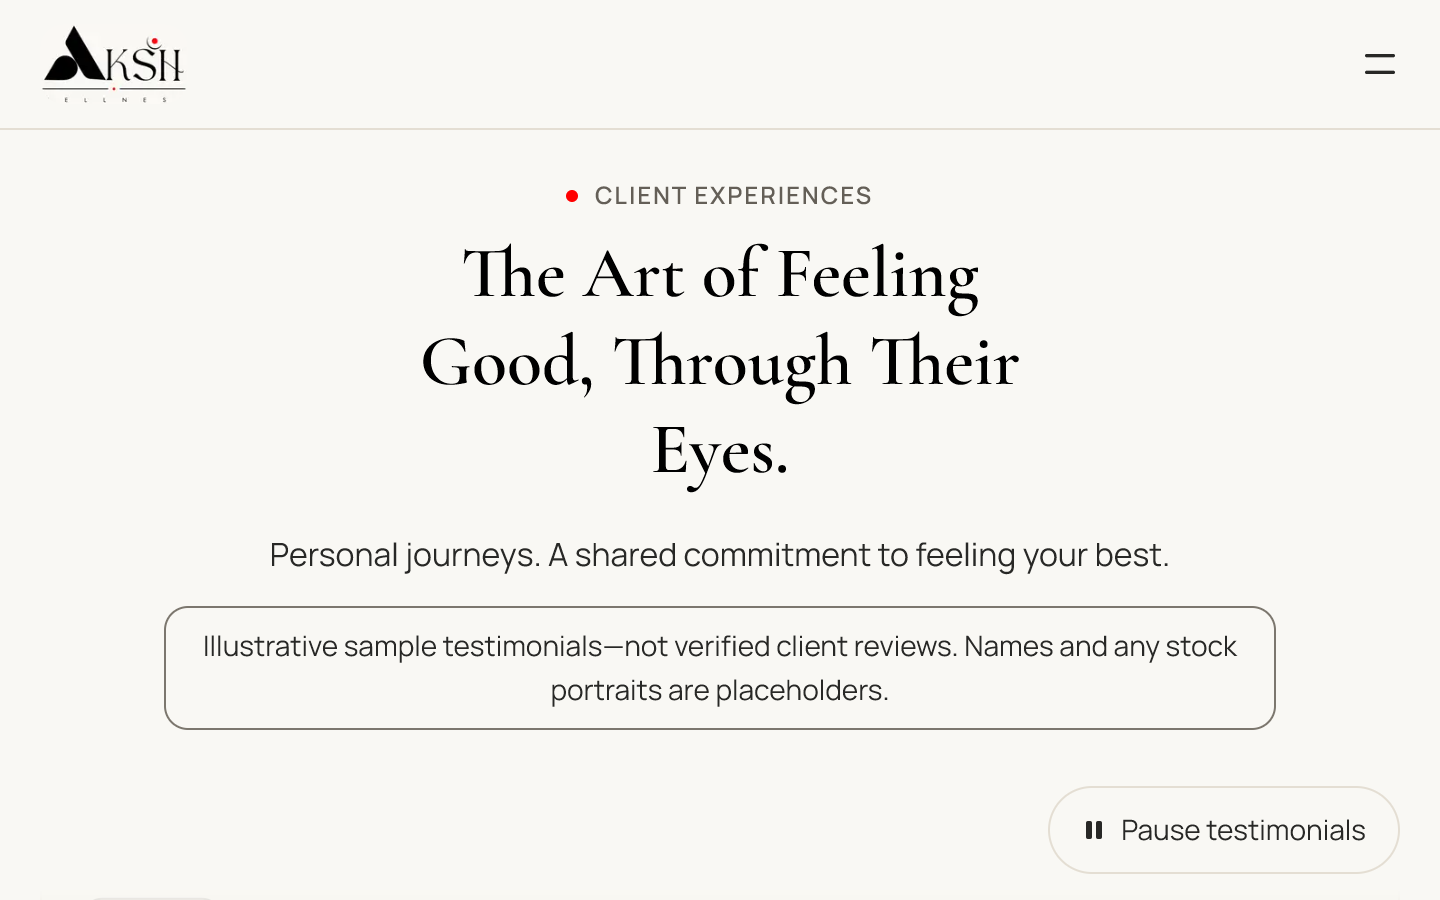 AKSH
ELLNES
CLIENT EXPERIENCES
The Art of Feeling
Good, Through Their
Eyes.
Personal journeys. A shared commitment to feeling your best.
Illustrative sample testimonials—not verified client reviews. Names and any stock
portraits are placeholders.
Pause testimonials